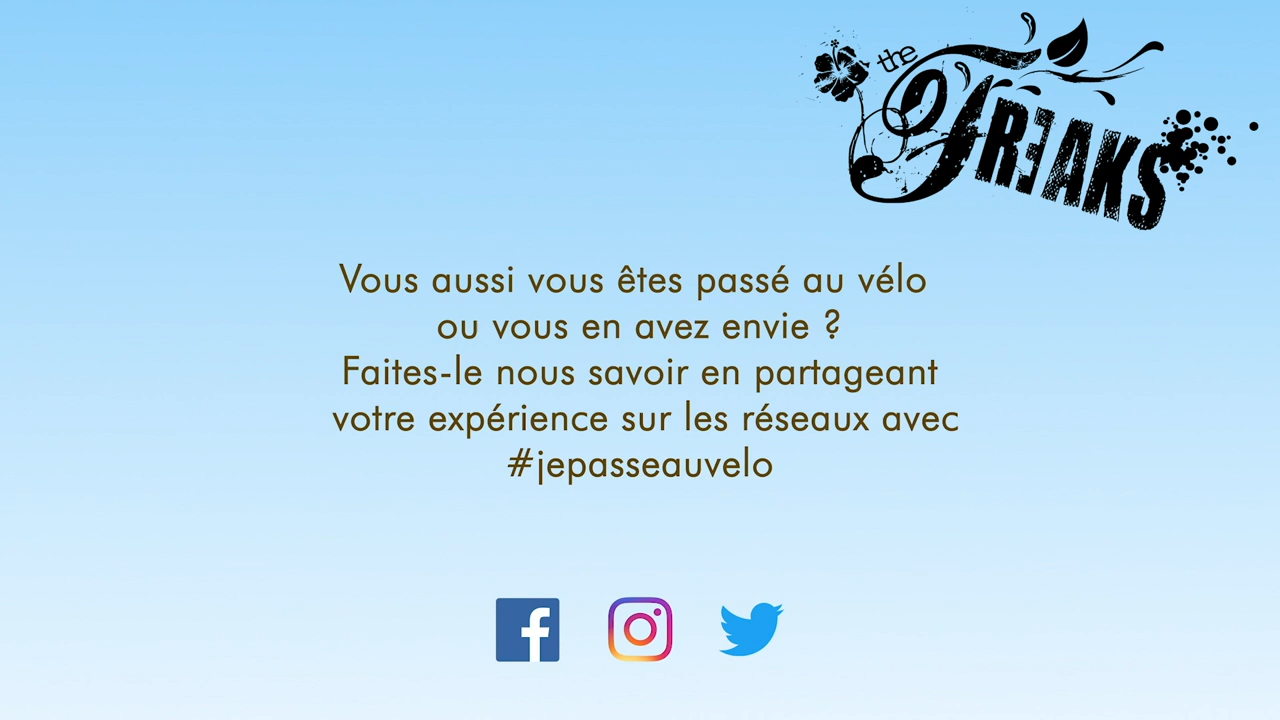 the FREAKS
Vous aussi vous êtes passé au vélo
ou vous en avez envie ?
Faites-le nous savoir en partageant
votre expérience sur les réseaux avec
#jepasseauvelo